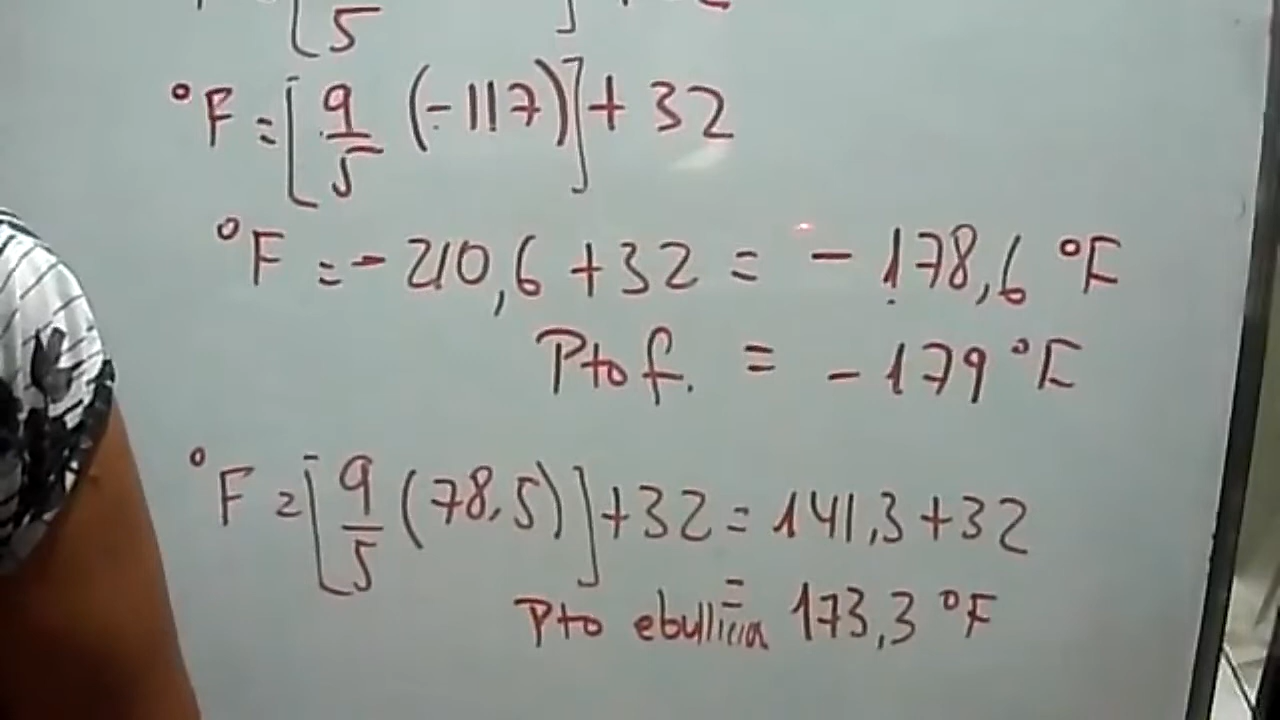 5
°F = [9/5 (-117)] + 32
°F = - 210,6 + 32 = - 178,6 °F
Pto f. = - 179 °F
°F = [9/5 (78,5)] + 32 = 141,3 + 32
=
Pto ebullición 173,3 °F